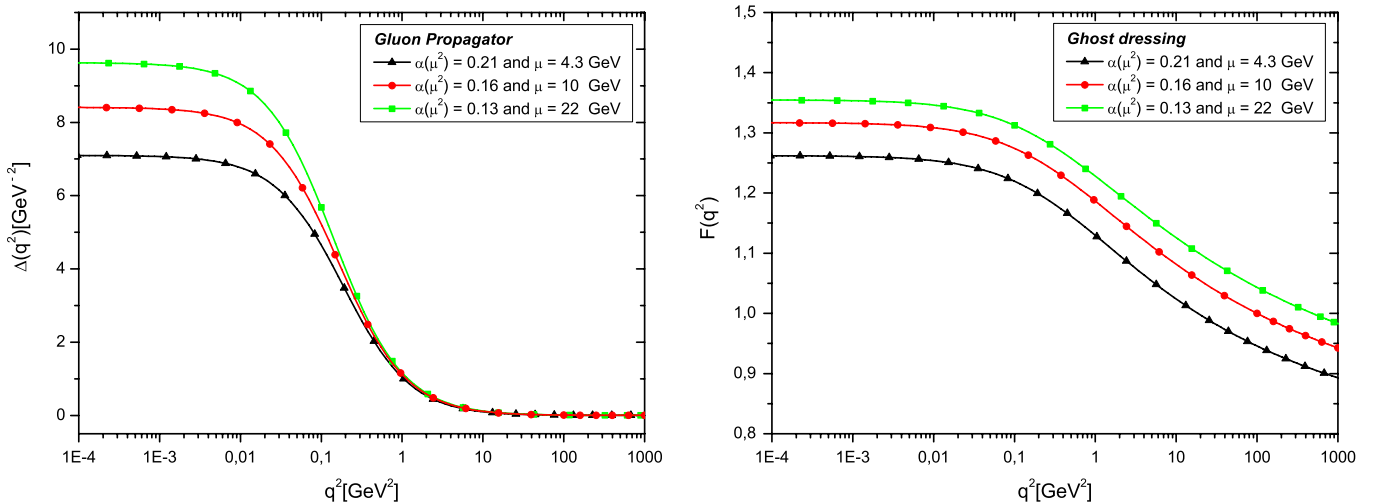 Gluon Propagator
α(μ²) = 0.21 and μ = 4.3 GeV
α(μ²) = 0.16 and μ = 10 GeV
α(μ²) = 0.13 and μ = 22 GeV
10
8
6
4
2
0
Δ(q²)[GeV⁻²]
1E-4 1E-3 0,01 0,1 1 10 100 1000
q²[GeV²]
Ghost dressing
α(μ²) = 0.21 and μ = 4.3 GeV
α(μ²) = 0.16 and μ = 10 GeV
α(μ²) = 0.13 and μ = 22 GeV
1,5
1,4
1,3
1,2
1,1
1,0
0,9
0,8
F(q²)
1E-4 1E-3 0,01 0,1 1 10 100 1000
q²[GeV²]